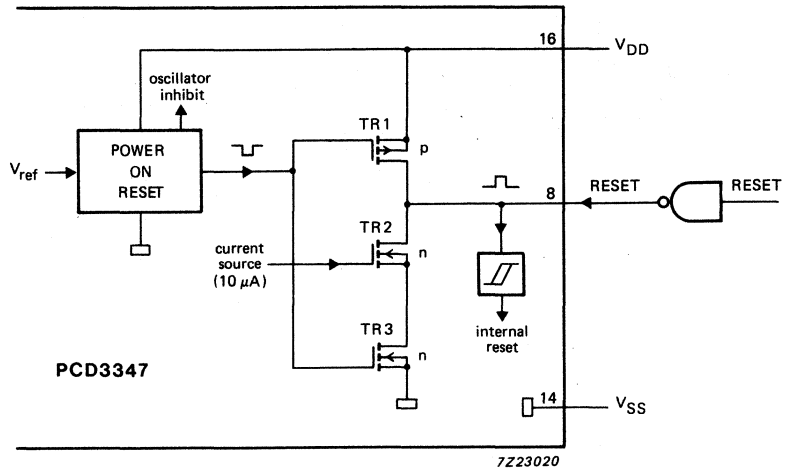 16
VDD
oscillator
inhibit
TR1
p
POWER
ON
RESET
Vref
8
RESET
RESET
TR2
n
current
source
(10 μA)
internal
reset
TR3
n
PCD3347
14
VSS
7Z23020